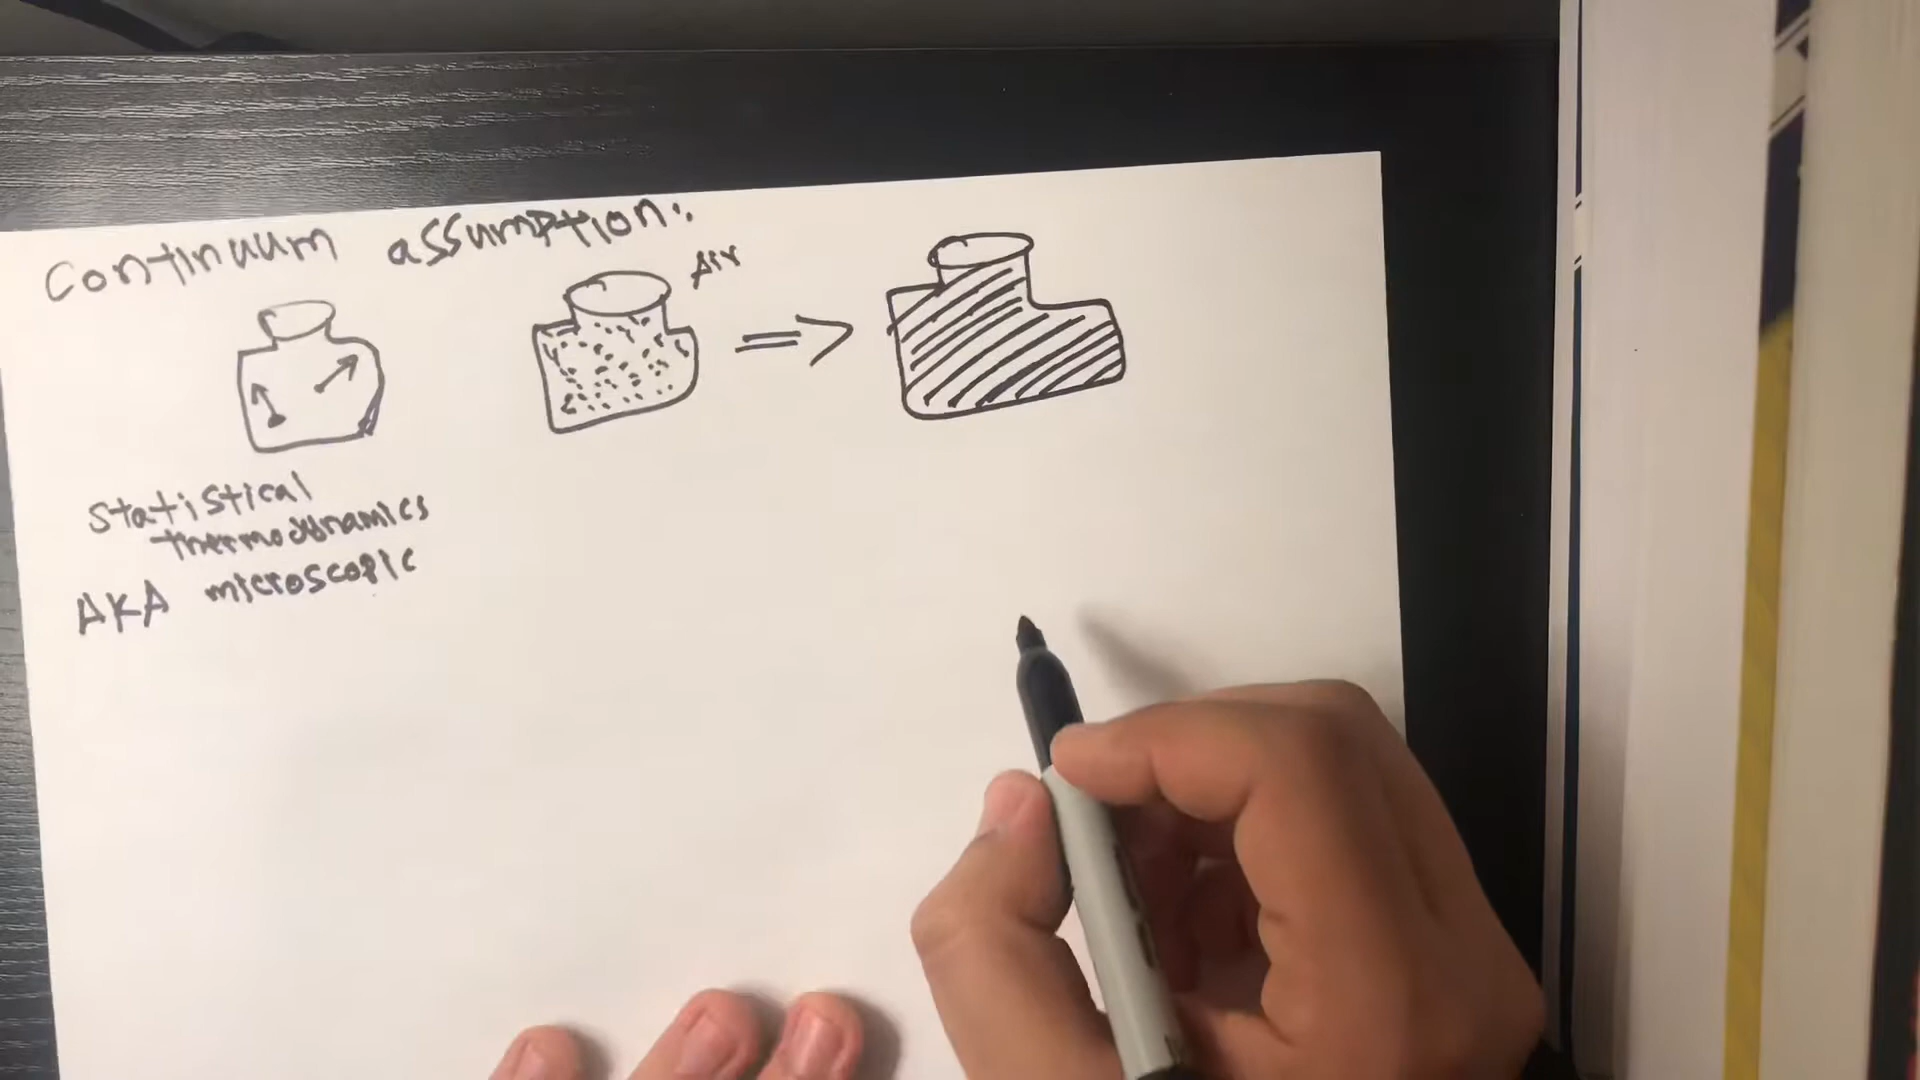 continuum assumption:
Air
statistical
thermodynamics
AKA microscopic